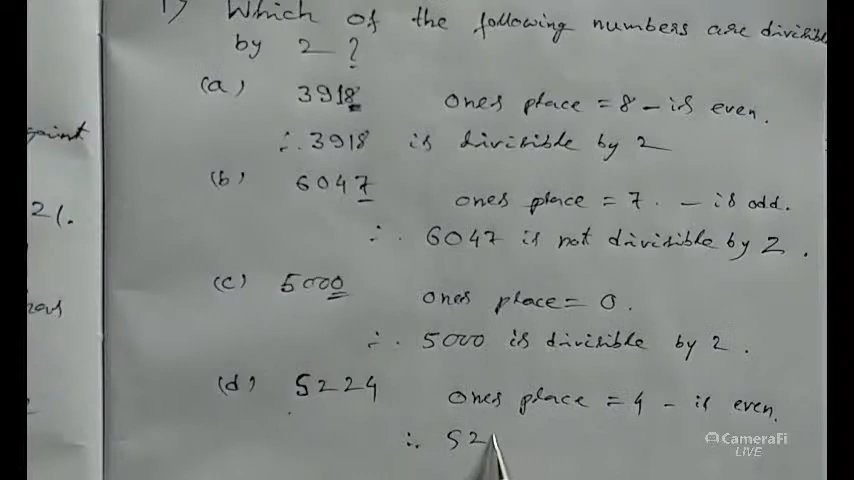 1) Which of the following numbers are divisible
by 2 ?
(a) 3918 ones place = 8 – is even.
∴ 3918 is divisible by 2
(b) 6047 ones place = 7. – is odd.
∴ 6047 is not divisible by 2.
(c) 5000 ones place = 0.
∴ 5000 is divisible by 2.
(d) 5224 ones place = 4 – is even.
∴ 52
point
2(.
CameraFi
LIVE